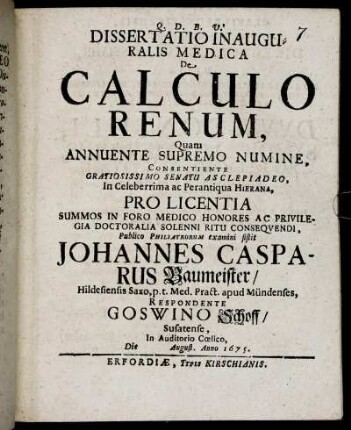 Q. D. B. V.
7
DISSERTATIO INAUGU-
RALIS MEDICA
De
CALCULO
RENUM,
Quam
ANNUENTE SUPREMO NUMINE,
CONSENTIENTE
GRATIOSISSIMO SENATU ASCLEPIADEO,
In Celeberrima ac Perantiqua HIERANA,
PRO LICENTIA
SUMMOS IN FORO MEDICO HONORES AC PRIVILE-
GIA DOCTORALIA SOLENNI RITU CONSEQVENDI,
Publico PHILIATRORUM examini sistit
JOHANNES CASPA-
RUS Baumeister/
Hildesiensis Saxo, p. t. Med. Pract. apud Mündenses,
RESPONDENTE
GOSWINO Schoff/
Susatense,
In Auditorio Cœlico,
Die August. Anno 1675.
ERFORDIÆ, Typis KIRSCHIANIS.